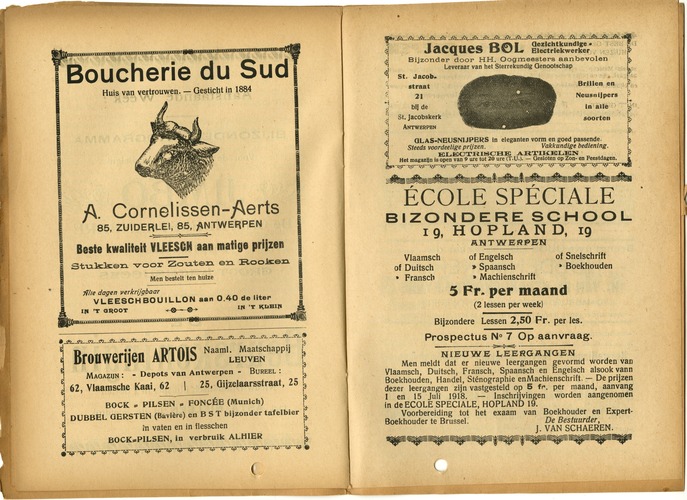 Boucherie du Sud
Huis van vertrouwen. — Gesticht in 1884
A. Cornelissen-Aerts
85, ZUIDERLEI, 85, ANTWERPEN
Beste kwaliteit VLEESCH aan matige prijzen
Stukken voor Zouten en Rooken
Men bestelt ten huize
Alle dagen verkrijgbaar
VLEESCHBOUILLON aan 0.40 de liter
IN 'T GROOT IN 'T KLEIN
Brouwerijen ARTOIS Naaml. Maatschappij
LEUVEN
MAGAZIJN : - Depots van Antwerpen - BUREEL :
62, Vlaamsche Kaai, 62 | 25, Gijzelaarsstraat, 25
BOCK - PILSEN - FONCÉE (Munich)
DUBBEL GERSTEN (Bavière) en B S T bijzonder tafelbier
in vaten en in flesschen
BOCK-PILSEN, in verbruik ALHIER
Jacques BOL Gezichtkundige-
Electriekwerker
Bijzonder door HH. Oogmeesters aanbevolen
Leveraar van het Sterrekundig Genootschap
St. Jacob-
straat
21
bij de
St. Jacobskerk
ANTWERPEN
Brillen en
Neusnijpers
in alle
soorten
GLAS-NEUSNIJPERS in eleganten vorm en goed passende.
Steeds voordeelige prijzen. Vakkundige bediening.
ELECTRISCHE ARTIKELEN
Het magazijn is open van 9 ure tot 20 ure (T.U.). — Gesloten op Zon- en Feestdagen.
ÉCOLE SPÉCIALE
BIZONDERE SCHOOL
19, HOPLAND, 19
ANTWERPEN
Vlaamsch of Engelsch of Snelschrift
of Duitsch » Spaansch » Boekhouden
» Fransch » Machienschrift
5 Fr. per maand
(2 lessen per week)
Bijzondere Lessen 2,50 Fr. per les.
Prospectus No 7 Op aanvraag.
NIEUWE LEERGANGEN
Men meldt dat er nieuwe leergangen gevormd worden van
Vlaamsch, Duitsch, Fransch, Spaansch en Engelsch alsook van
Boekhouden, Handel, Sténographie en Machienschrift. — De prijzen
dezer leergangen zijn vastgesteld op 5 fr. per maand, aanvang
1 en 15 Juli 1918. — Inschrijvingen worden aangenomen
in de ECOLE SPECIALE, HOPLAND 19.
Voorbereiding tot het exaam van Boekhouder en Expert-
Boekhouder te Brussel. De Bestuurder,
J. VAN SCHAEREN.